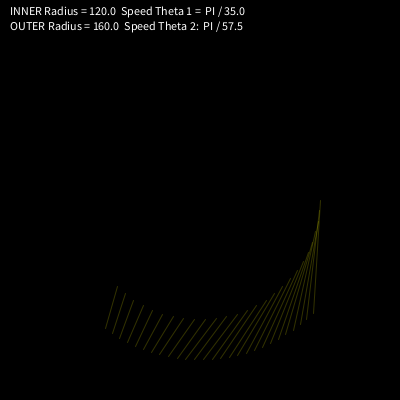 INNER Radius = 120.0  Speed Theta 1 =  PI / 35.0
OUTER Radius = 160.0  Speed Theta 2:  PI / 57.5